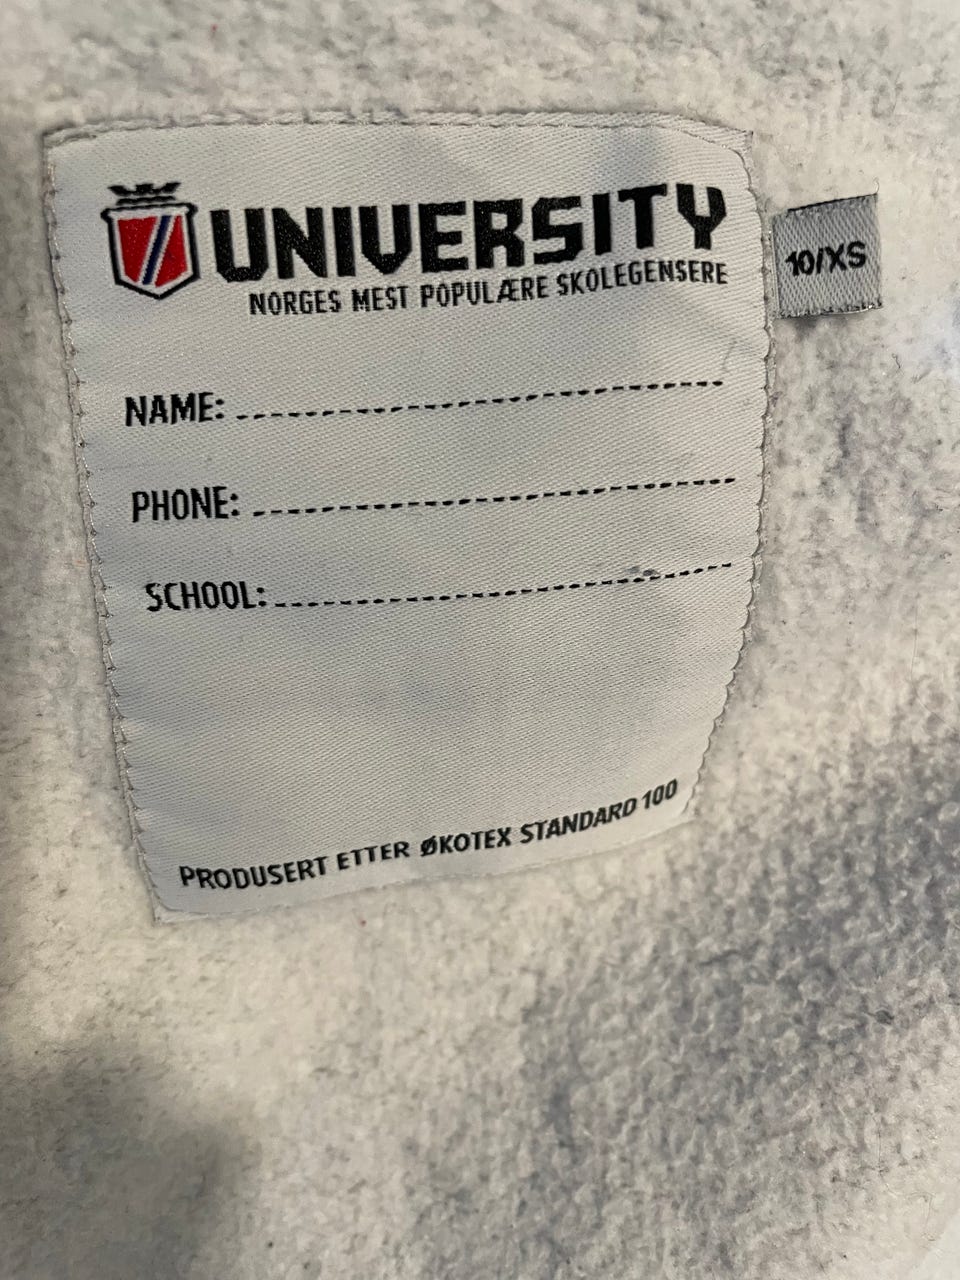 UNIVERSITY
NORGES MEST POPULÆRE SKOLEGENSERE
10/XS
NAME:
PHONE:
SCHOOL:
PRODUSERT ETTER ØKOTEX STANDARD 100